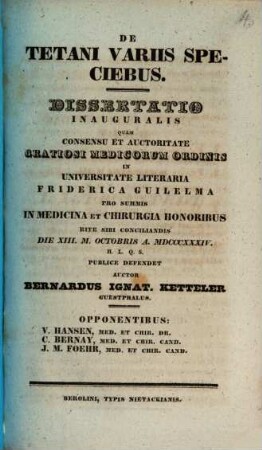 DE
TETANI VARIIS SPE-
CIEBUS.
DISSERTATIO
INAUGURALIS
QUAM
CONSENSU ET AUCTORITATE
GRATIOSI MEDICORUM ORDINIS
IN
UNIVERSITATE LITERARIA
FRIDERICA GUILELMA
PRO SUMMIS
IN MEDICINA ET CHIRURGIA HONORIBUS
RITE SIBI CONCILIANDIS
DIE XIII. M. OCTOBRIS A. MDCCCXXXIV.
H. L. Q. S.
PUBLICE DEFENDET
AUCTOR
BERNARDUS IGNAT. KETTELER
GUESTPHALUS.
OPPONENTIBUS:
V. HANSEN, MED. ET CHIR. DR.
C. BERNAY, MED. ET CHIR. CAND.
J. M. FOEHR, MED. ET CHIR. CAND.
BEROLINI, TYPIS NIETACKIANIS.